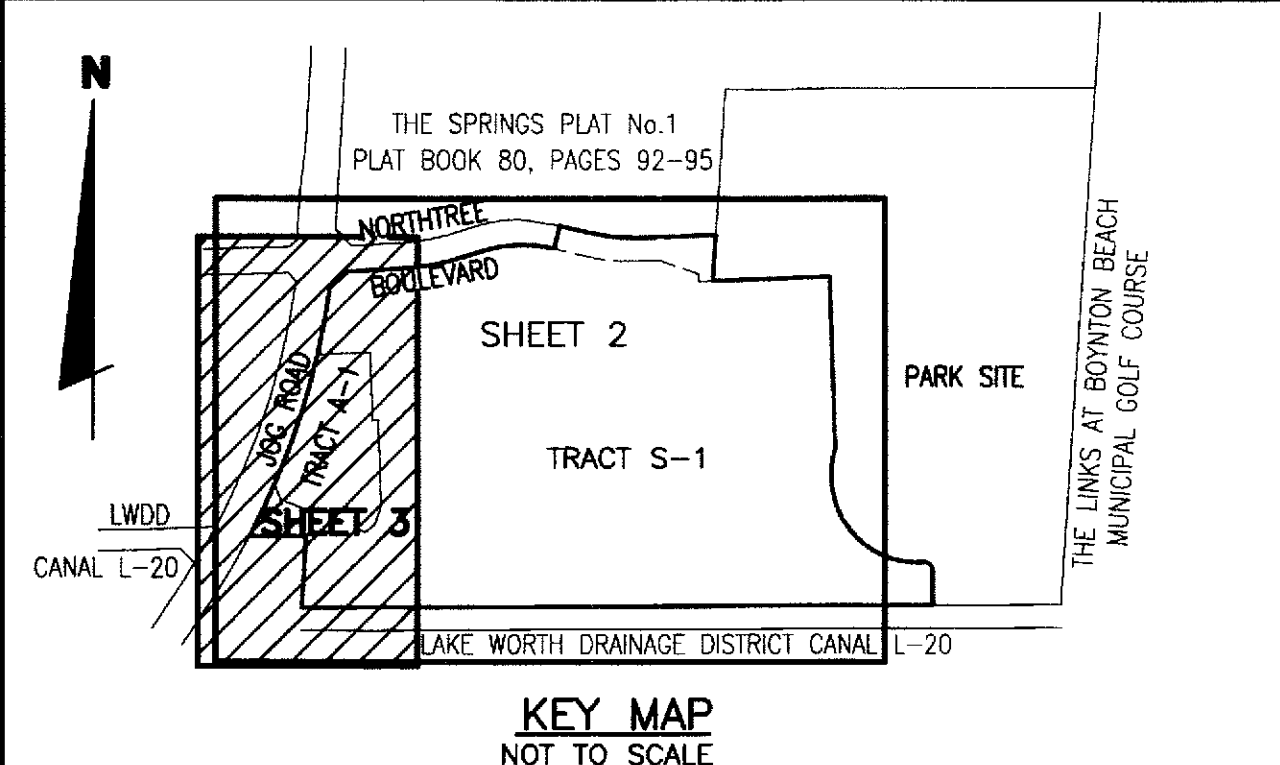 N
THE SPRINGS PLAT No.1
PLAT BOOK 80, PAGES 92-95
NORTHTREE
BOULEVARD
SHEET 2
JOG ROAD
TRACT A-1
PARK SITE
TRACT S-1
THE LINKS AT BOYNTON BEACH
MUNICIPAL GOLF COURSE
LWDD
SHEET 3
CANAL L-20
LAKE WORTH DRAINAGE DISTRICT CANAL L-20
KEY MAP
NOT TO SCALE